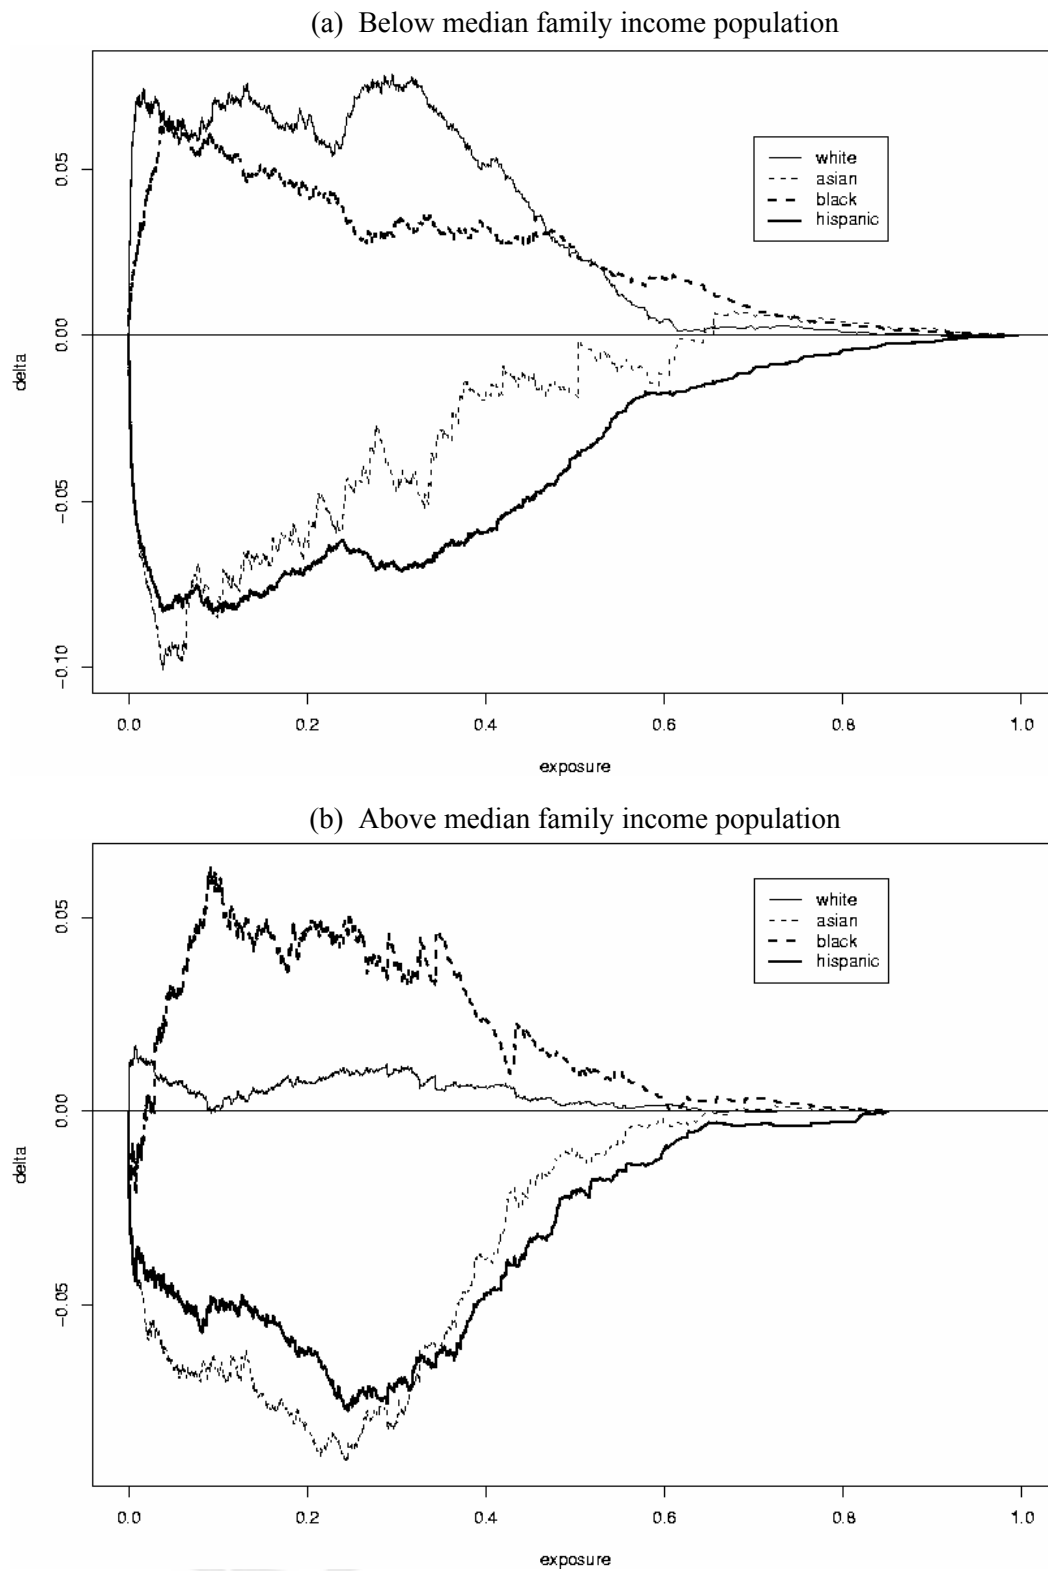 (a) Below median family income population
white
asian
black
hispanic
0.05
0.00
-0.05
-0.10
delta
0.0 0.2 0.4 0.6 0.8 1.0
exposure
(b) Above median family income population
white
asian
black
hispanic
0.05
0.00
-0.05
delta
0.0 0.2 0.4 0.6 0.8 1.0
exposure